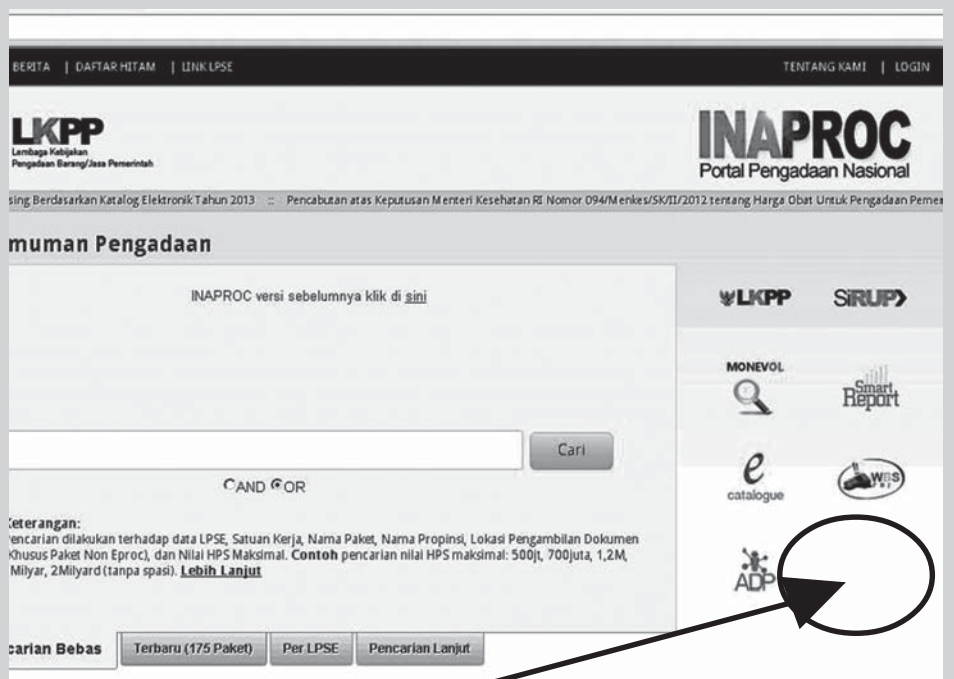 BERITA | DAFTAR HITAM | LINK LPSE
TENTANG KAMI | LOGIN
LKPP
Lembaga Kebijakan
Pengadaan Barang/Jasa Pemerintah
INAPROC
Portal Pengadaan Nasional
sing Berdasarkan Katalog Elektronik Tahun 2013 :: Pencabutan atas Keputusan Menteri Kesehatan RI Nomor 094/Menkes/SK/II/2012 tentang Harga Obat Untuk Pengadaan Pemer
muman Pengadaan
INAPROC versi sebelumnya klik di sini
LKPP
SiRUP
MONEVOL
Smart
Report
Cari
AND OR
e
catalogue
WBS
Keterangan:
encarian dilakukan terhadap data LPSE, Satuan Kerja, Nama Paket, Nama Propinsi, Lokasi Pengambilan Dokumen
Khusus Paket Non Eproc), dan Nilai HPS Maksimal. Contoh pencarian nilai HPS maksimal: 500jt, 700juta, 1,2M,
Milyar, 2Milyard (tanpa spasi). Lebih Lanjut
ADP
carian Bebas
Terbaru (175 Paket)
Per LPSE
Pencarian Lanjut